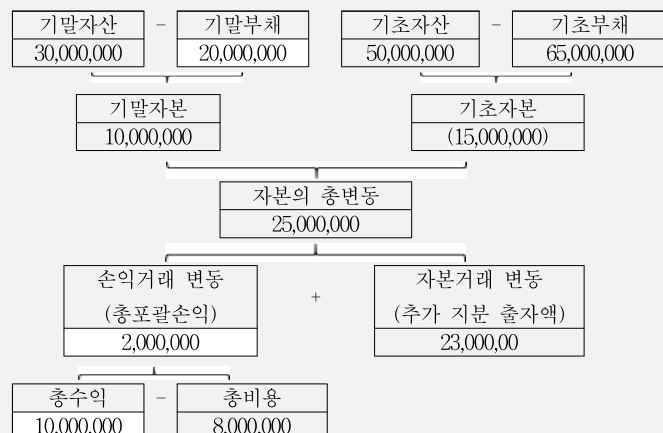 기말자산 - 기말부채 기초자산 - 기초부채
30,000,000 20,000,000 50,000,000 65,000,000
기말자본 기초자본
10,000,000 (15,000,000)
자본의 총변동
25,000,000
손익거래 변동 자본거래 변동
(총포괄손익) + (추가 지분 출자액)
2,000,000 23,000,00
총수익 - 총비용
10,000,000 8,000,000